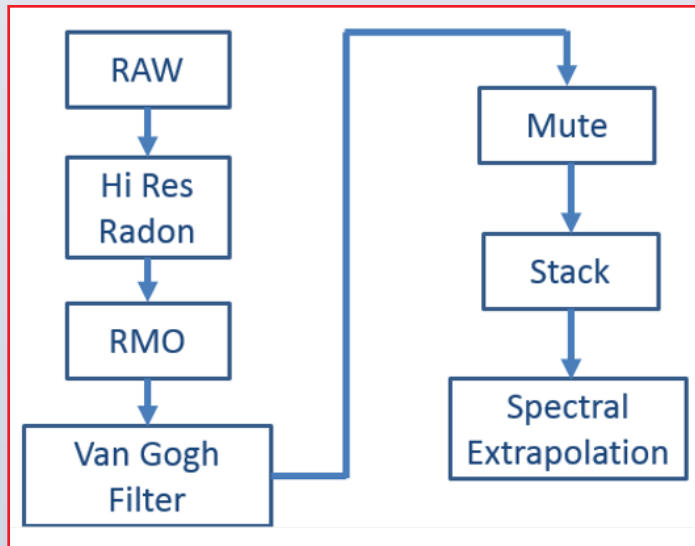 RAW
Hi Res
Radon
RMO
Van Gogh
Filter
Mute
Stack
Spectral
Extrapolation